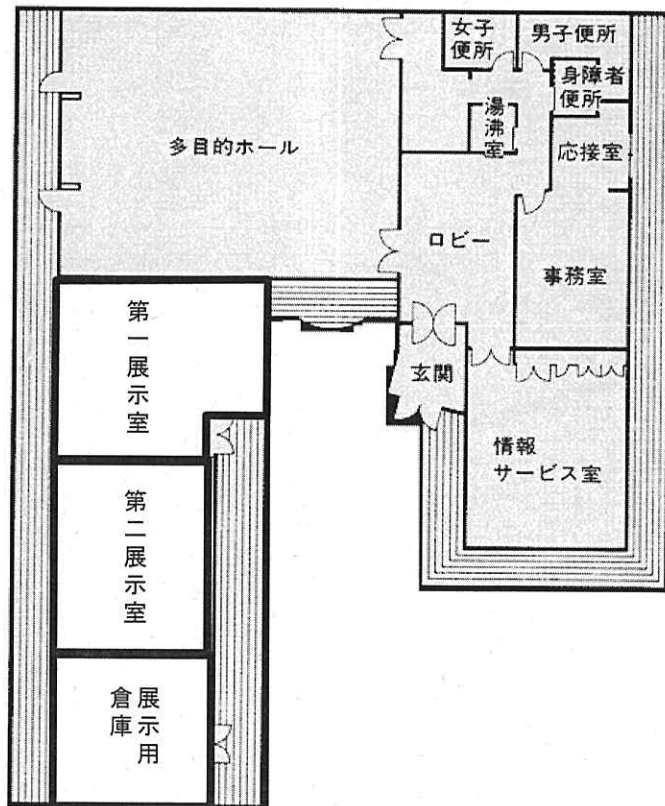 女子
便所
男子便所
身障者
便所
湯沸室
応接室
多目的ホール
ロビー
事務室
玄関
情報
サービス室
第一展示室
第二展示室
展示用
倉庫